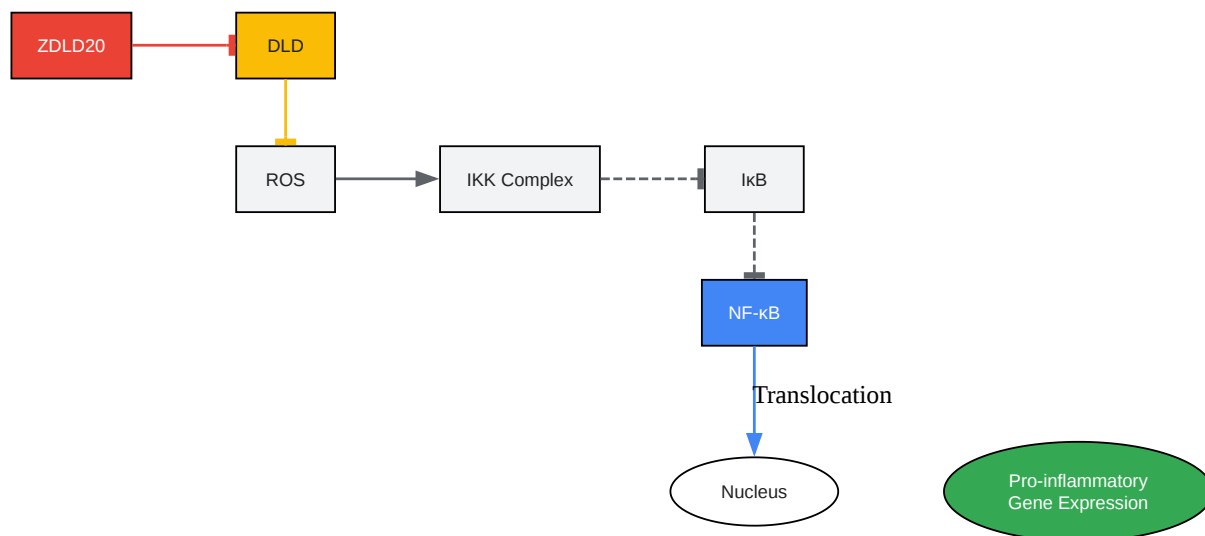 ZDLD20
DLD
ROS
IKK Complex
IκB
NF-κB
Translocation
Nucleus
Pro-inflammatory
Gene Expression